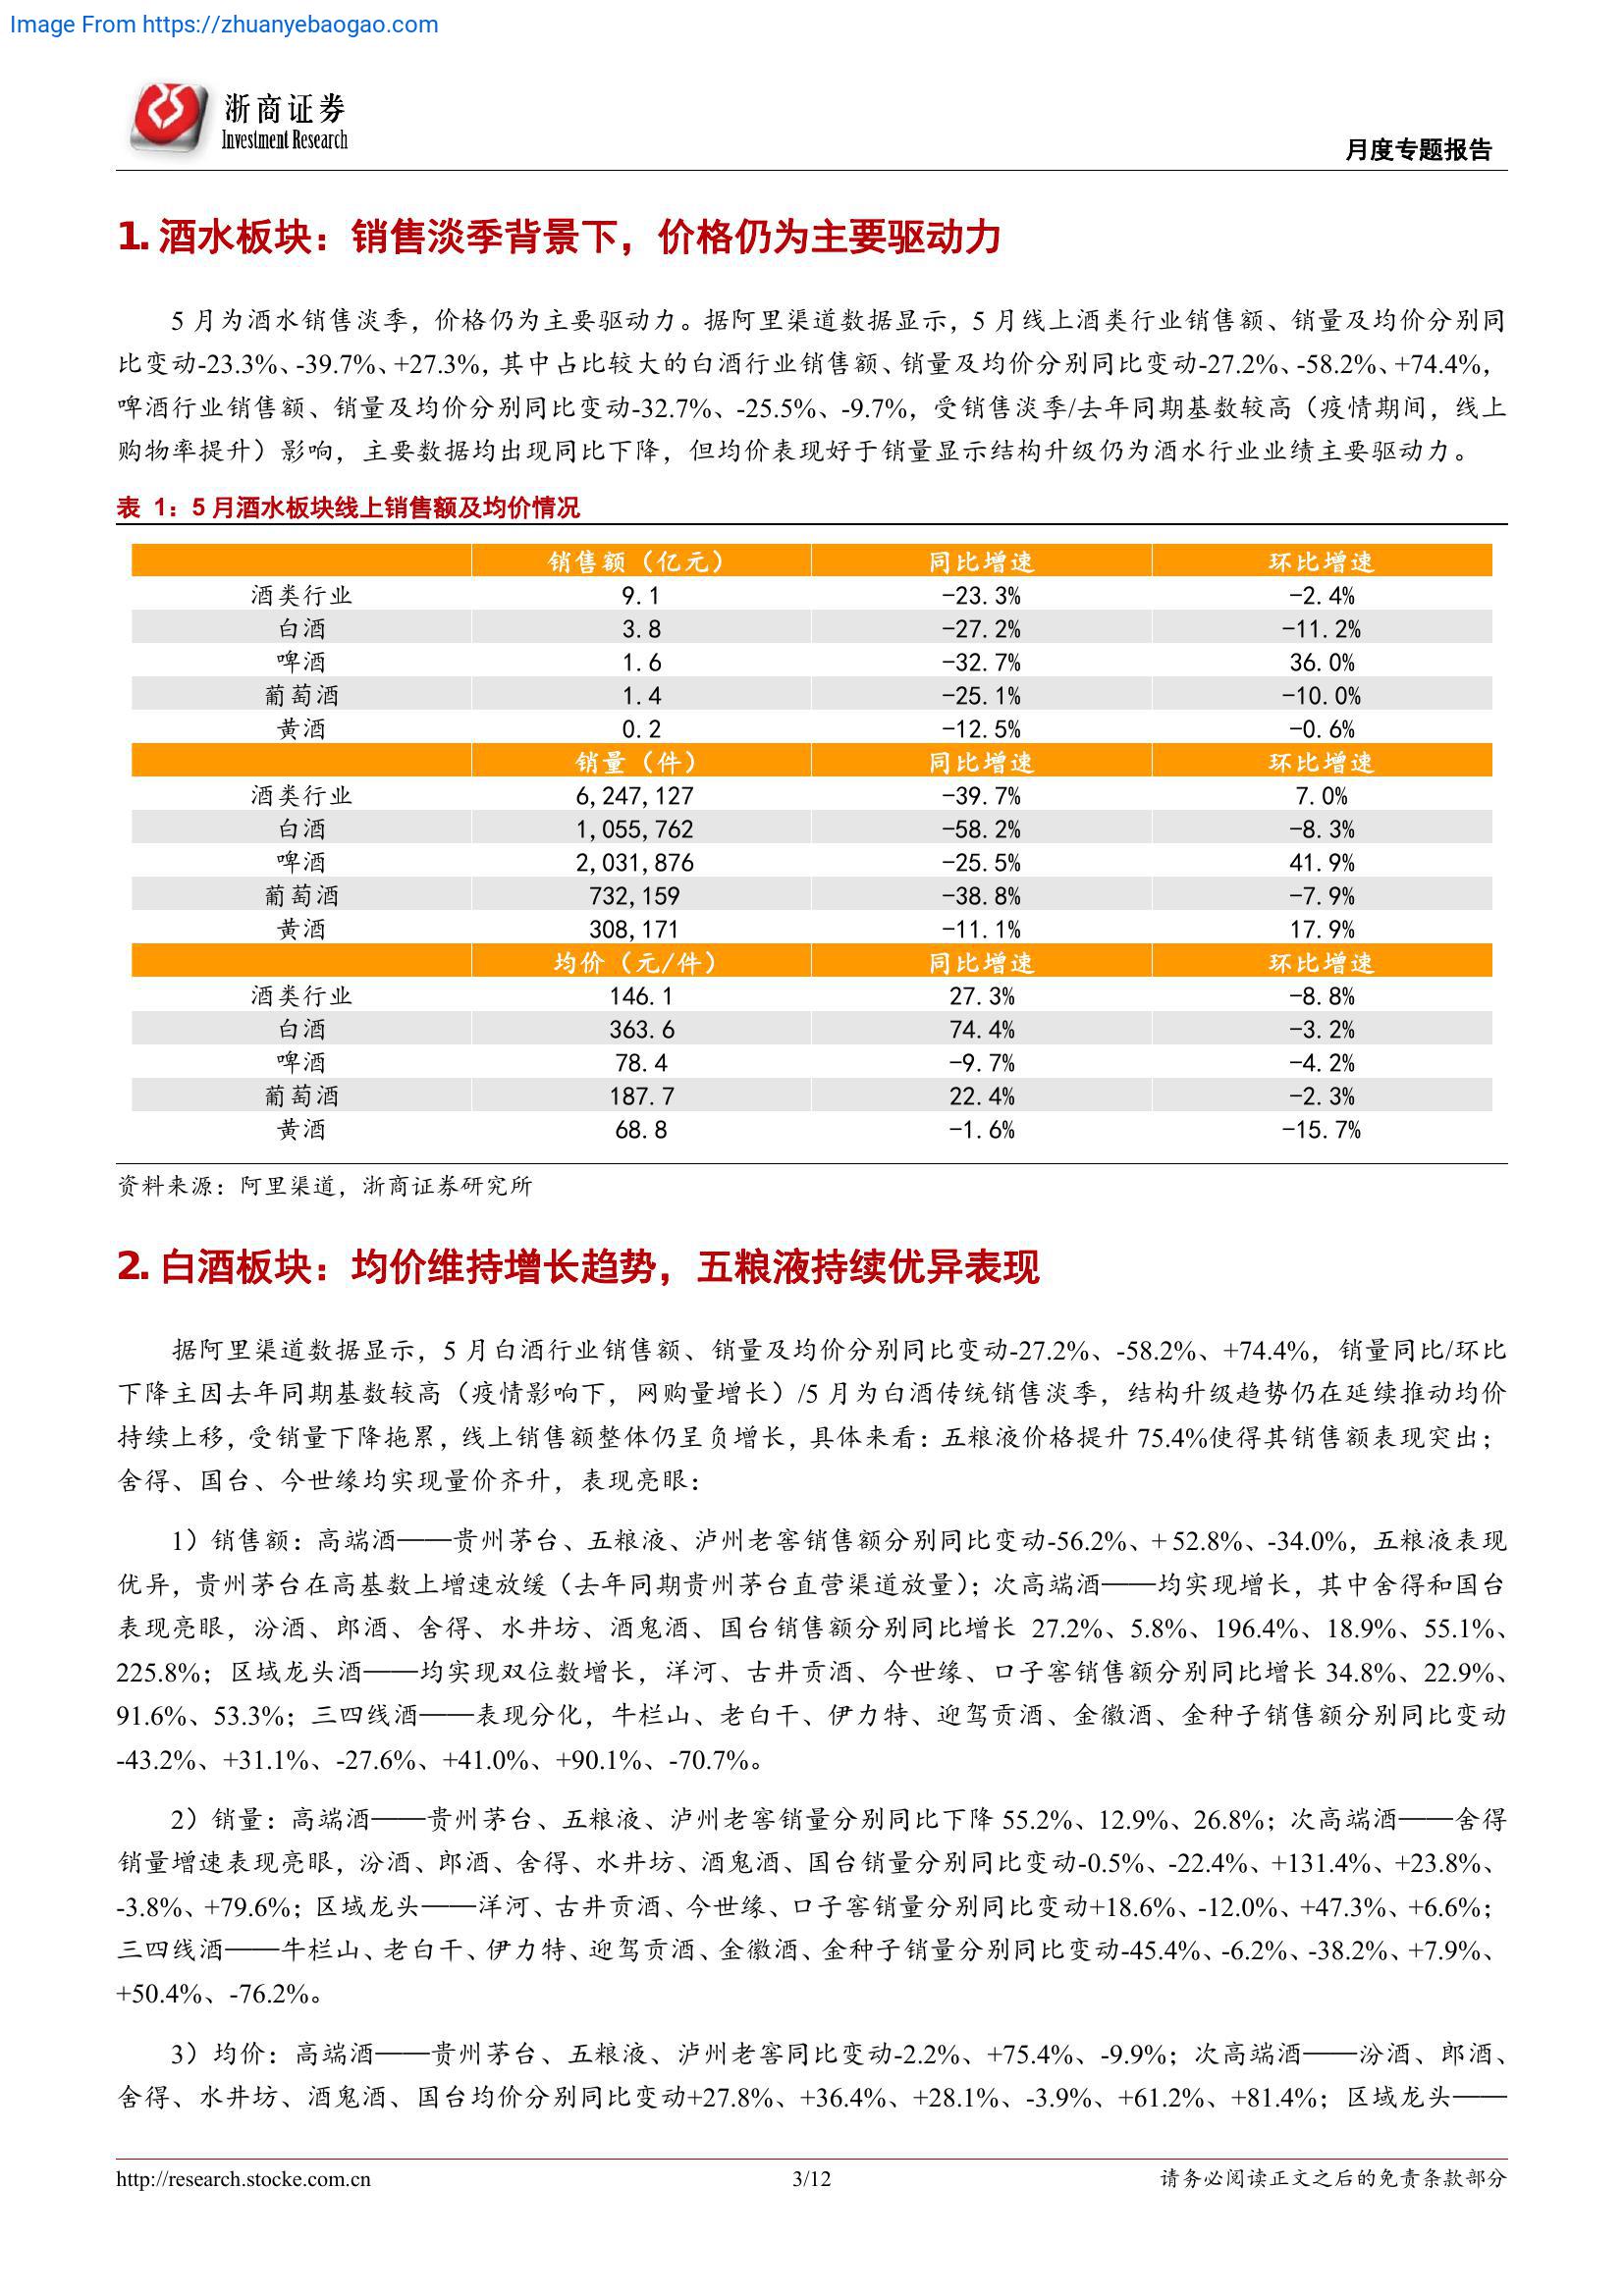 Image From https://zhuanyebaogao.com
浙商证券
Investment Research
月度专题报告
1. 酒水板块：销售淡季背景下，价格仍为主要驱动力
5 月为酒水销售淡季，价格仍为主要驱动力。据阿里渠道数据显示，5 月线上酒类行业销售额、销量及均价分别同
比变动-23.3%、-39.7%、+27.3%，其中占比较大的白酒行业销售额、销量及均价分别同比变动-27.2%、-58.2%、+74.4%，
啤酒行业销售额、销量及均价分别同比变动-32.7%、-25.5%、-9.7%，受销售淡季/去年同期基数较高（疫情期间，线上
购物率提升）影响，主要数据均出现同比下降，但均价表现好于销量显示结构升级仍为酒水行业业绩主要驱动力。
表 1：5 月酒水板块线上销售额及均价情况
销售额（亿元） 同比增速 环比增速
酒类行业 9.1 -23.3% -2.4%
白酒 3.8 -27.2% -11.2%
啤酒 1.6 -32.7% 36.0%
葡萄酒 1.4 -25.1% -10.0%
黄酒 0.2 -12.5% -0.6%
销量（件） 同比增速 环比增速
酒类行业 6,247,127 -39.7% 7.0%
白酒 1,055,762 -58.2% -8.3%
啤酒 2,031,876 -25.5% 41.9%
葡萄酒 732,159 -38.8% -7.9%
黄酒 308,171 -11.1% 17.9%
均价（元/件） 同比增速 环比增速
酒类行业 146.1 27.3% -8.8%
白酒 363.6 74.4% -3.2%
啤酒 78.4 -9.7% -4.2%
葡萄酒 187.7 22.4% -2.3%
黄酒 68.8 -1.6% -15.7%
资料来源：阿里渠道，浙商证券研究所
2. 白酒板块：均价维持增长趋势，五粮液持续优异表现
据阿里渠道数据显示，5 月白酒行业销售额、销量及均价分别同比变动-27.2%、-58.2%、+74.4%，销量同比/环比
下降主因去年同期基数较高（疫情影响下，网购量增长）/5 月为白酒传统销售淡季，结构升级趋势仍在延续推动均价
持续上移，受销量下降拖累，线上销售额整体仍呈负增长，具体来看：五粮液价格提升 75.4%使得其销售额表现突出；
舍得、国台、今世缘均实现量价齐升，表现亮眼：
1）销售额：高端酒——贵州茅台、五粮液、泸州老窖销售额分别同比变动-56.2%、+ 52.8%、-34.0%，五粮液表现
优异，贵州茅台在高基数上增速放缓（去年同期贵州茅台直营渠道放量）；次高端酒——均实现增长，其中舍得和国台
表现亮眼，汾酒、郎酒、舍得、水井坊、酒鬼酒、国台销售额分别同比增长 27.2%、5.8%、196.4%、18.9%、55.1%、
225.8%；区域龙头酒——均实现双位数增长，洋河、古井贡酒、今世缘、口子窖销售额分别同比增长 34.8%、22.9%、
91.6%、53.3%；三四线酒——表现分化，牛栏山、老白干、伊力特、迎驾贡酒、金徽酒、金种子销售额分别同比变动
-43.2%、+31.1%、-27.6%、+41.0%、+90.1%、-70.7%。
2）销量：高端酒——贵州茅台、五粮液、泸州老窖销量分别同比下降 55.2%、12.9%、26.8%；次高端酒——舍得
销量增速表现亮眼，汾酒、郎酒、舍得、水井坊、酒鬼酒、国台销量分别同比变动-0.5%、-22.4%、+131.4%、+23.8%、
-3.8%、+79.6%；区域龙头——洋河、古井贡酒、今世缘、口子窖销量分别同比变动+18.6%、-12.0%、+47.3%、+6.6%；
三四线酒——牛栏山、老白干、伊力特、迎驾贡酒、金徽酒、金种子销量分别同比变动-45.4%、-6.2%、-38.2%、+7.9%、
+50.4%、-76.2%。
3）均价：高端酒——贵州茅台、五粮液、泸州老窖同比变动-2.2%、+75.4%、-9.9%；次高端酒——汾酒、郎酒、
舍得、水井坊、酒鬼酒、国台均价分别同比变动+27.8%、+36.4%、+28.1%、-3.9%、+61.2%、+81.4%；区域龙头——
http://research.stocke.com.cn
3/12
请务必阅读正文之后的免责条款部分